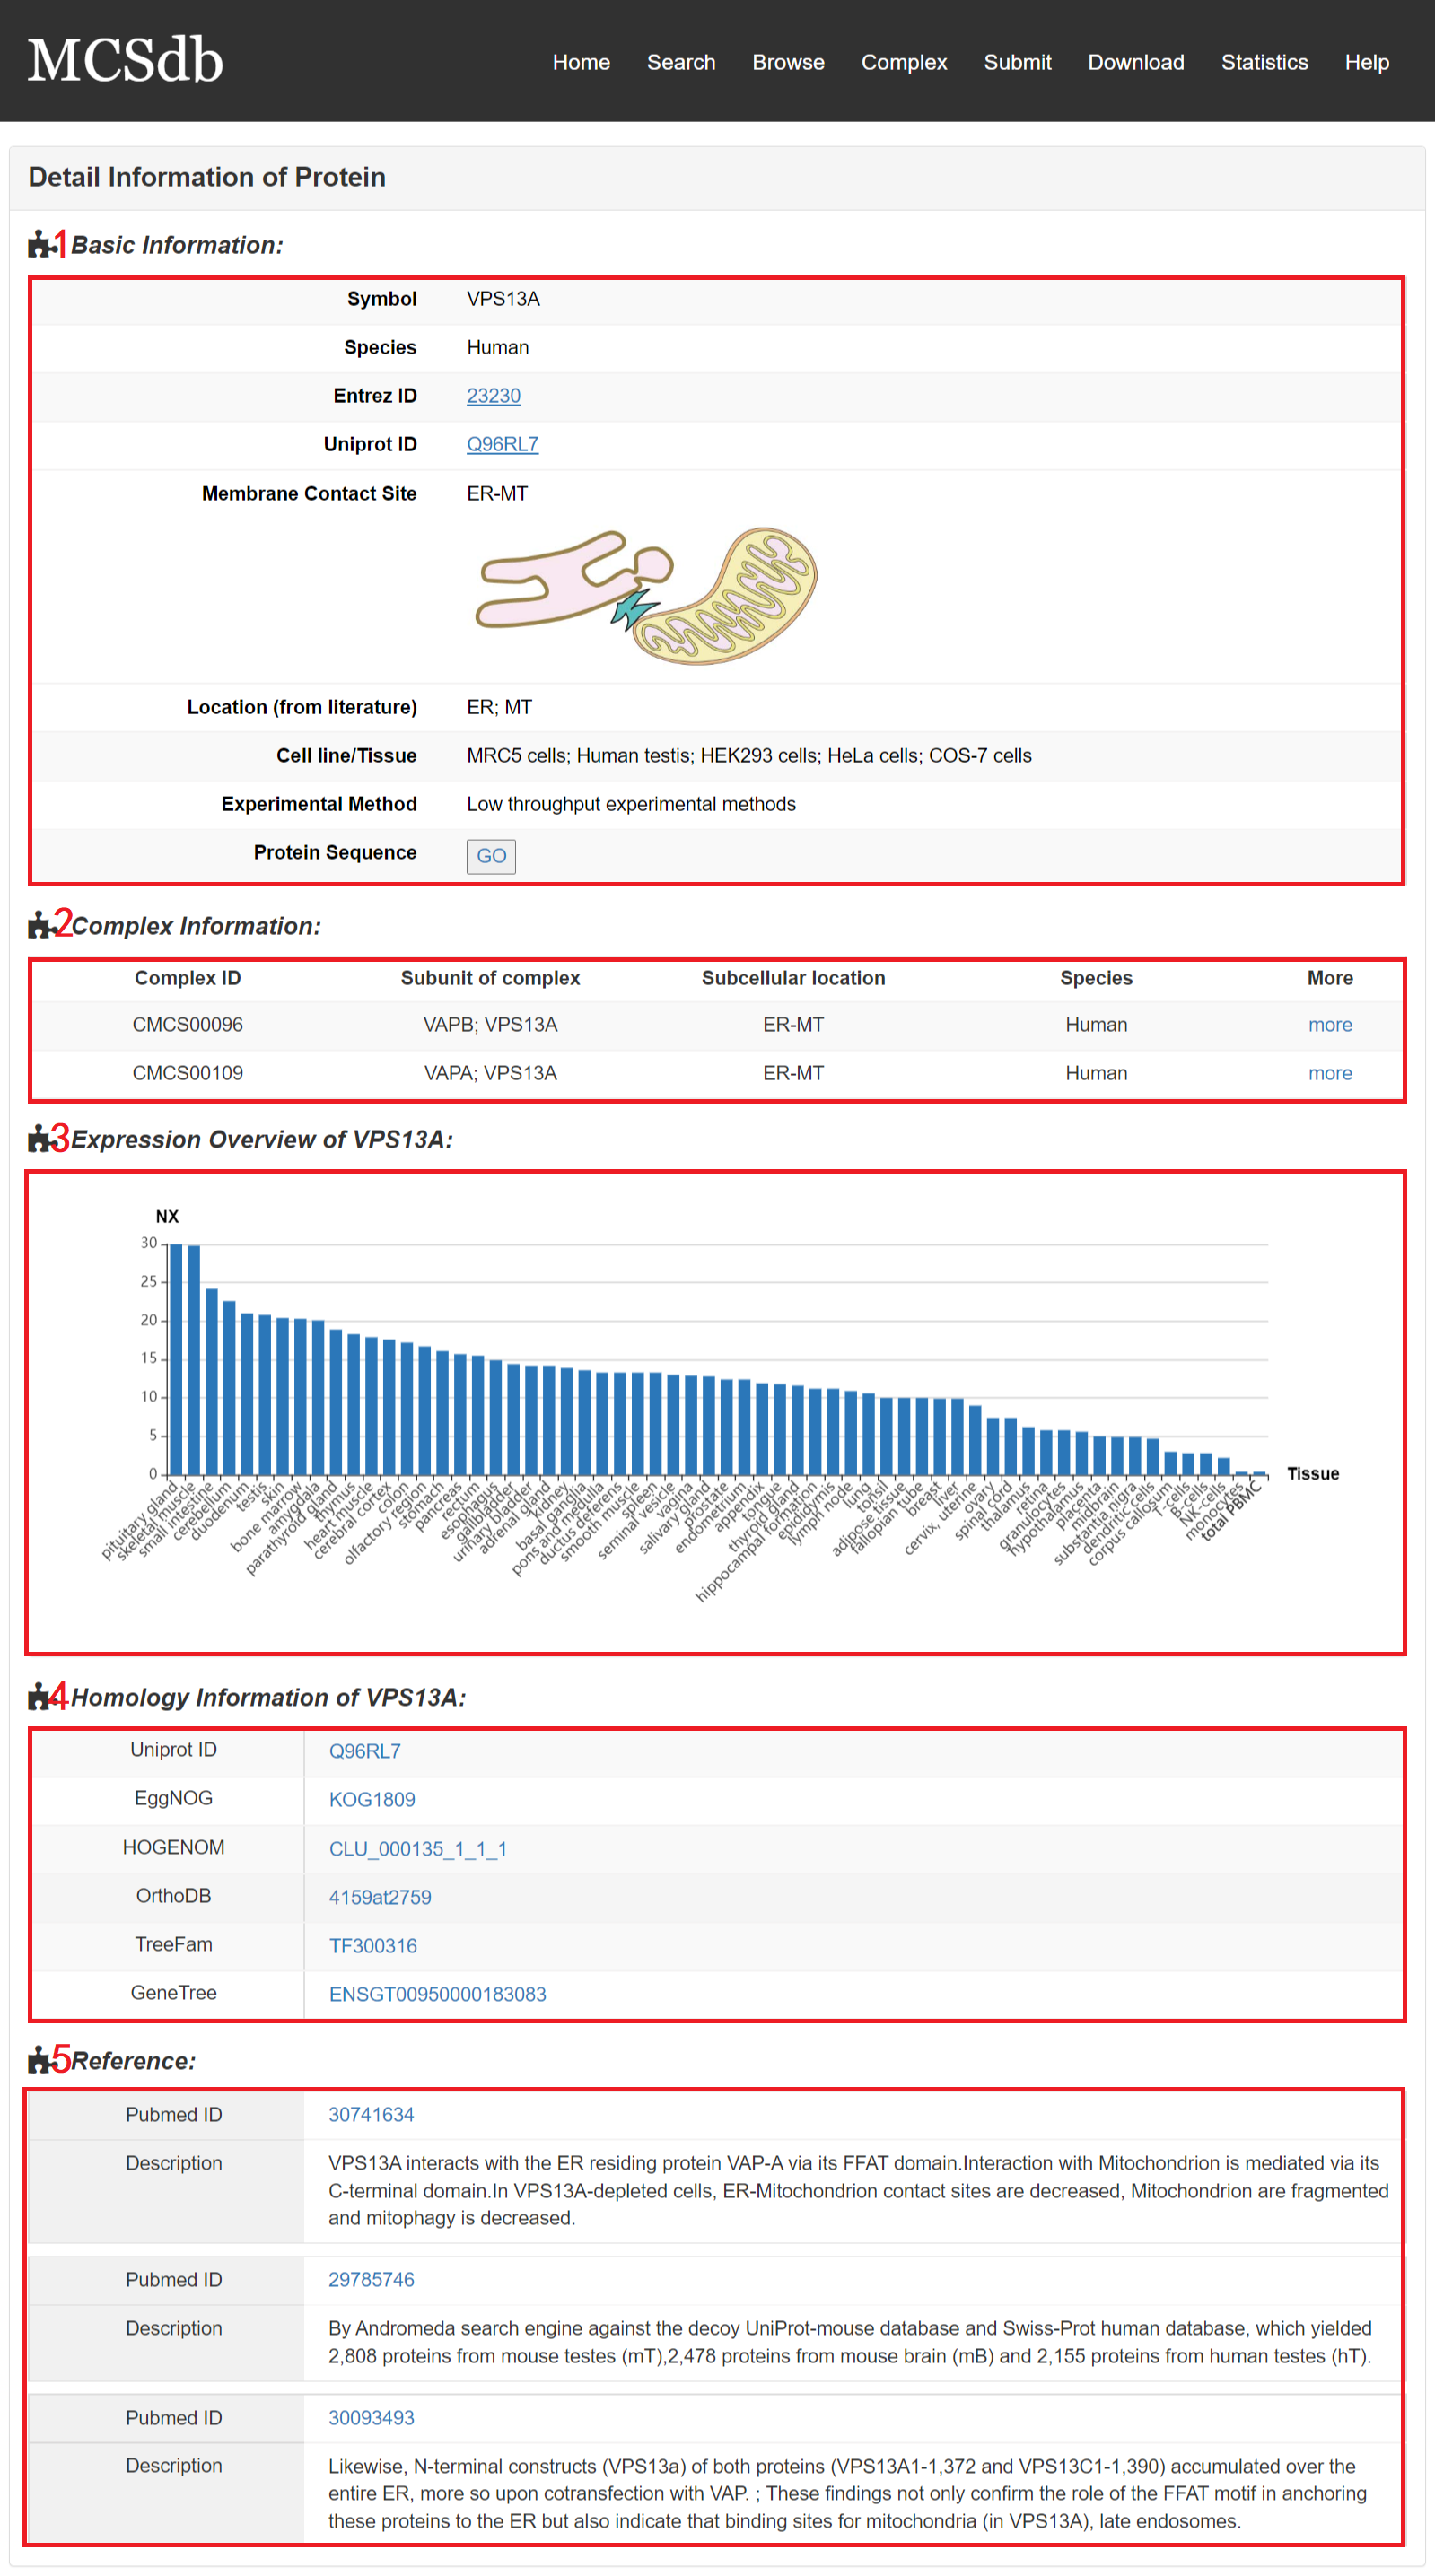 MCSdb
Home Search Browse Complex Submit Download Statistics Help
Detail Information of Protein
1 Basic Information:
Symbol VPS13A
Species Human
Entrez ID 23230
Uniprot ID Q96RL7
Membrane Contact Site ER-MT
Location (from literature) ER; MT
Cell line/Tissue MRC5 cells; Human testis; HEK293 cells; HeLa cells; COS-7 cells
Experimental Method Low throughput experimental methods
Protein Sequence GO
2 Complex Information:
Complex ID Subunit of complex Subcellular location Species More
CMCS00096 VAPB; VPS13A ER-MT Human more
CMCS00109 VAPA; VPS13A ER-MT Human more
3 Expression Overview of VPS13A:
NX
30
25
20
15
10
5
0
Tissue
pituitary gland
skeletal muscle
small intestine
cerebellum
duodenum
testis
skin
bone marrow
amygdala
parathyroid gland
thymus
heart muscle
cerebral cortex
colon
olfactory region
stomach
pancreas
rectum
esophagus
gallbladder
urinary bladder
adrenal gland
kidney
basal ganglia
pons and medulla
ductus deferens
smooth muscle
spleen
seminal vesicle
vagina
salivary gland
prostate
endometrium
appendix
tongue
thyroid gland
hippocampal formation
epididymis
lymph node
lung
tonsil
adipose tissue
fallopian tube
breast
liver
cervix, uterine
ovary
spinal cord
thalamus
retina
granulocytes
hypothalamus
placenta
midbrain
substantia nigra
dendritic cells
corpus callosum
T-cells
B-cells
NK-cells
monocytes
total PBMC
4 Homology Information of VPS13A:
Uniprot ID Q96RL7
EggNOG KOG1809
HOGENOM CLU_000135_1_1_1
OrthoDB 4159at2759
TreeFam TF300316
GeneTree ENSGT00950000183083
5 Reference:
Pubmed ID 30741634
Description VPS13A interacts with the ER residing protein VAP-A via its FFAT domain.Interaction with Mitochondrion is mediated via its
C-terminal domain.In VPS13A-depleted cells, ER-Mitochondrion contact sites are decreased, Mitochondrion are fragmented
and mitophagy is decreased.
Pubmed ID 29785746
Description By Andromeda search engine against the decoy UniProt-mouse database and Swiss-Prot human database, which yielded
2,808 proteins from mouse testes (mT),2,478 proteins from mouse brain (mB) and 2,155 proteins from human testes (hT).
Pubmed ID 30093493
Description Likewise, N-terminal constructs (VPS13a) of both proteins (VPS13A1-1,372 and VPS13C1-1,390) accumulated over the
entire ER, more so upon cotransfection with VAP. ; These findings not only confirm the role of the FFAT motif in anchoring
these proteins to the ER but also indicate that binding sites for mitochondria (in VPS13A), late endosomes.